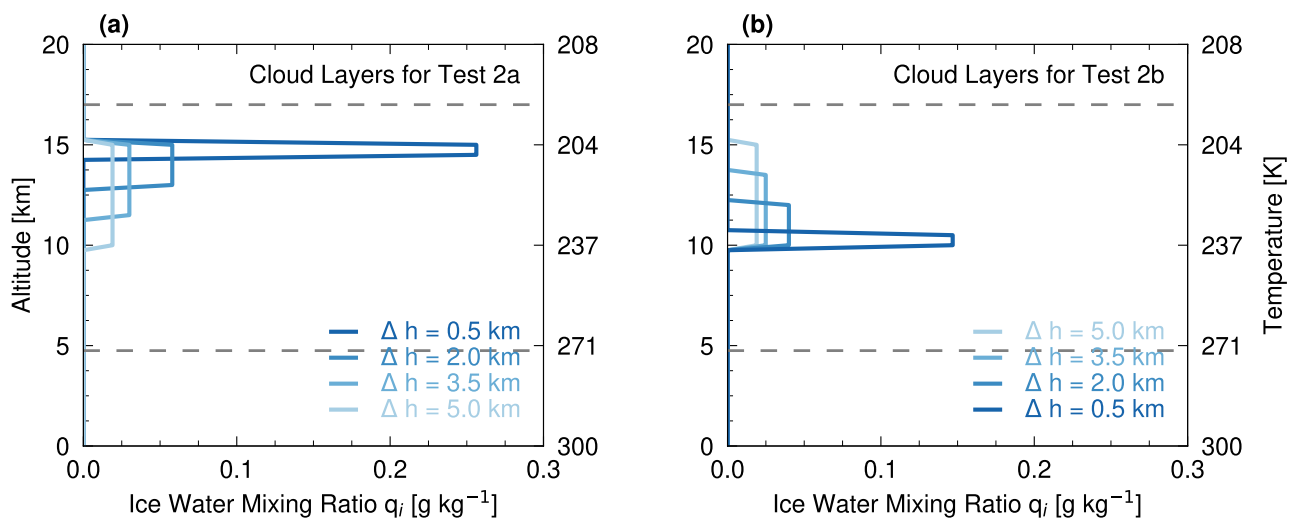 (a)
Cloud Layers for Test 2a
20
15
10
5
0
208
204
237
271
300
Altitude [km]
Δ h = 0.5 km
Δ h = 2.0 km
Δ h = 3.5 km
Δ h = 5.0 km
0.0 0.1 0.2 0.3
Ice Water Mixing Ratio qᵢ [g kg⁻¹]
(b)
Cloud Layers for Test 2b
20
15
10
5
0
208
204
237
271
300
Temperature [K]
Δ h = 5.0 km
Δ h = 3.5 km
Δ h = 2.0 km
Δ h = 0.5 km
0.0 0.1 0.2 0.3
Ice Water Mixing Ratio qᵢ [g kg⁻¹]